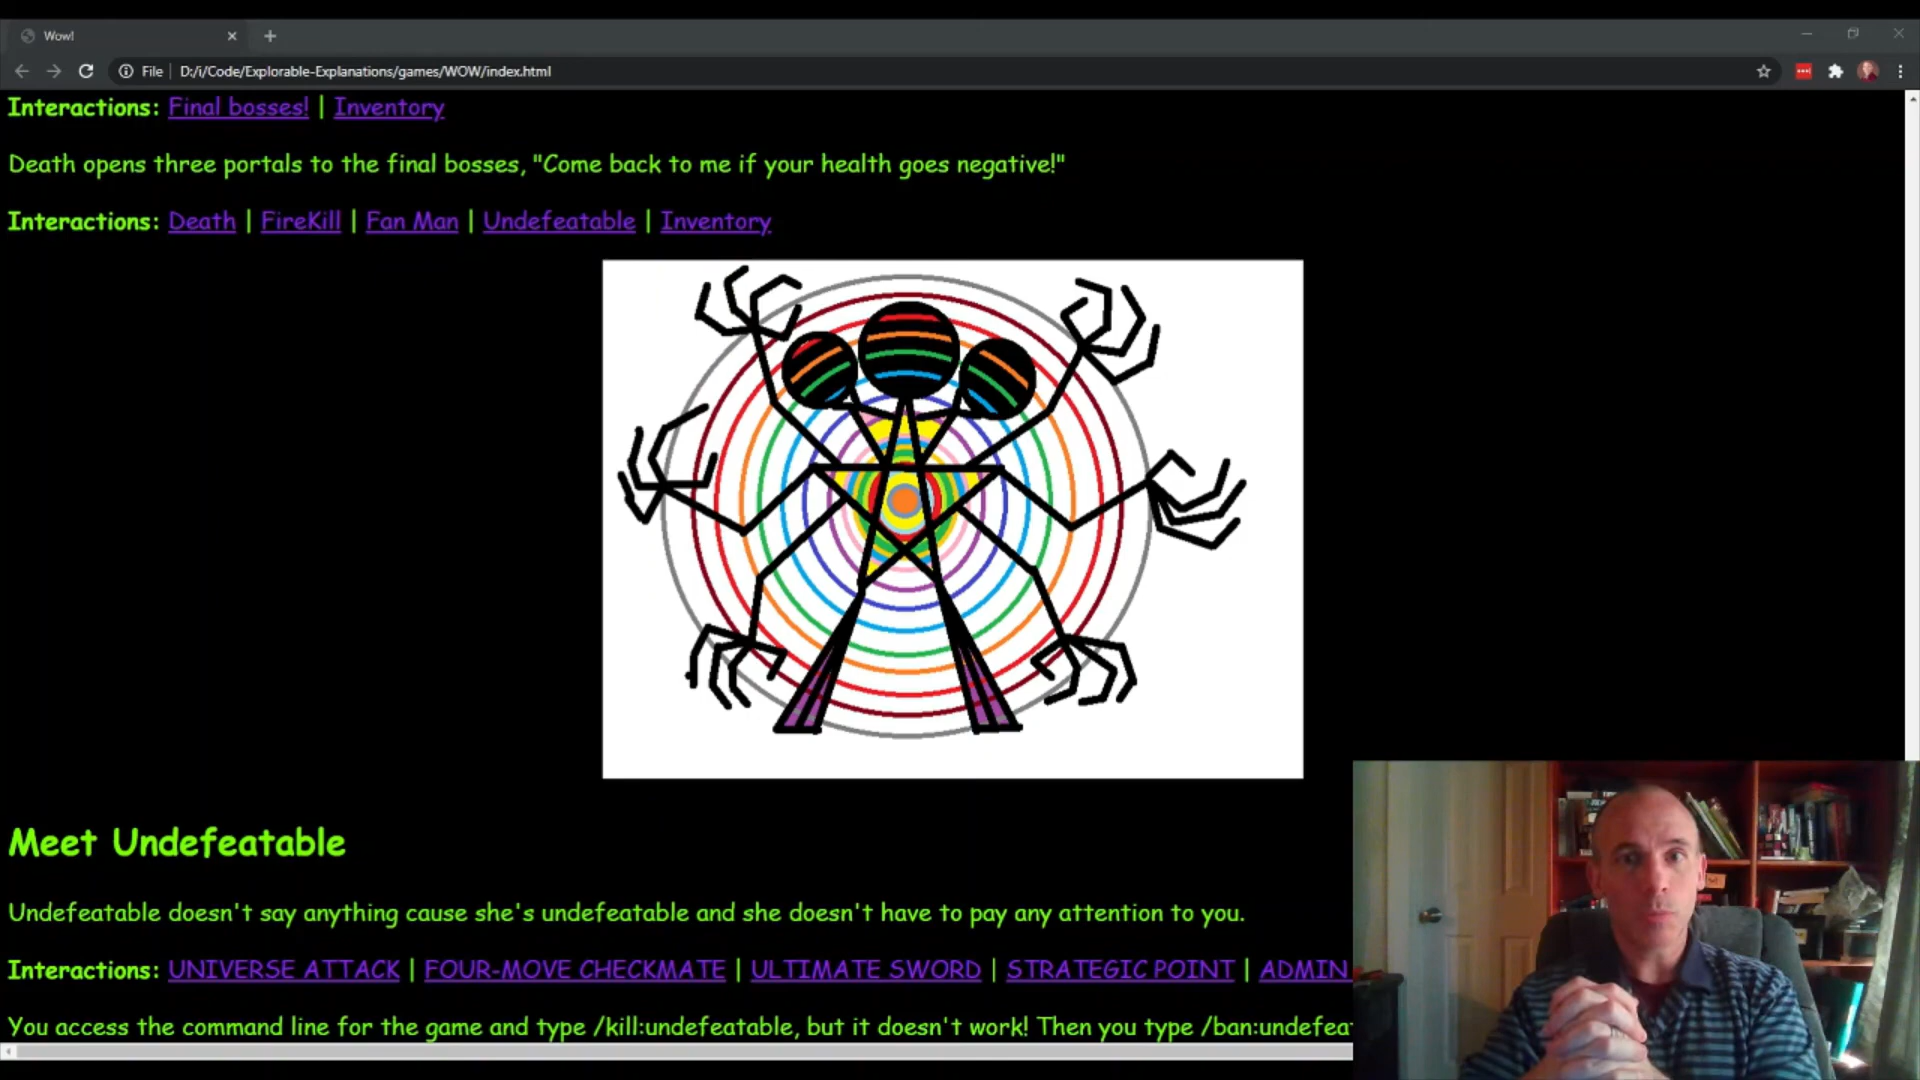 Wow!
File | D:/i/Code/Explorable-Explanations/games/WOW/index.html
Interactions: Final bosses! | Inventory
Death opens three portals to the final bosses, "Come back to me if your health goes negative!"
Interactions: Death | FireKill | Fan Man | Undefeatable | Inventory
Meet Undefeatable
Undefeatable doesn't say anything cause she's undefeatable and she doesn't have to pay any attention to you.
Interactions: UNIVERSE ATTACK | FOUR-MOVE CHECKMATE | ULTIMATE SWORD | STRATEGIC POINT | ADMIN
You access the command line for the game and type /kill:undefeatable, but it doesn't work! Then you type /ban:undefeat